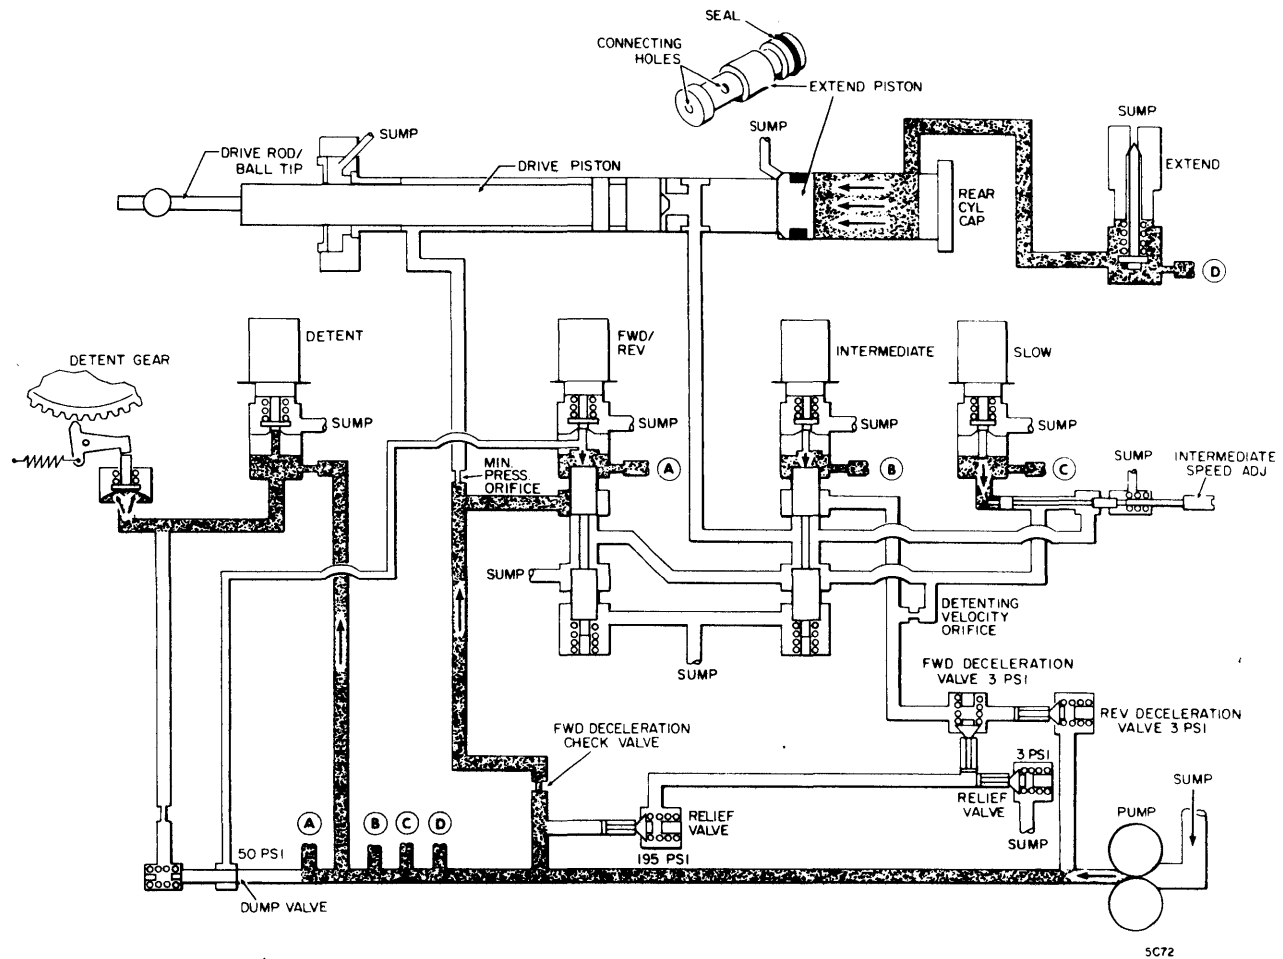 SEAL
CONNECTING
HOLES
EXTEND PISTON
SUMP
SUMP
SUMP
DRIVE ROD/
BALL TIP
DRIVE PISTON
EXTEND
REAR
CYL
CAP
D
DETENT
FWD/
REV
INTERMEDIATE
SLOW
DETENT GEAR
SUMP
SUMP
SUMP
SUMP
SUMP
INTERMEDIATE
SPEED ADJ
MIN.
PRESS.
ORIFICE
A
B
C
SUMP
DETENTING
VELOCITY
ORIFICE
SUMP
FWD DECELERATION
VALVE 3 PSI
REV DECELERATION
VALVE 3 PSI
FWD DECELERATION
CHECK VALVE
3 PSI
RELIEF
VALVE
SUMP
SUMP
PUMP
RELIEF
VALVE
195 PSI
A
B
C
D
50 PSI
DUMP VALVE
5C72